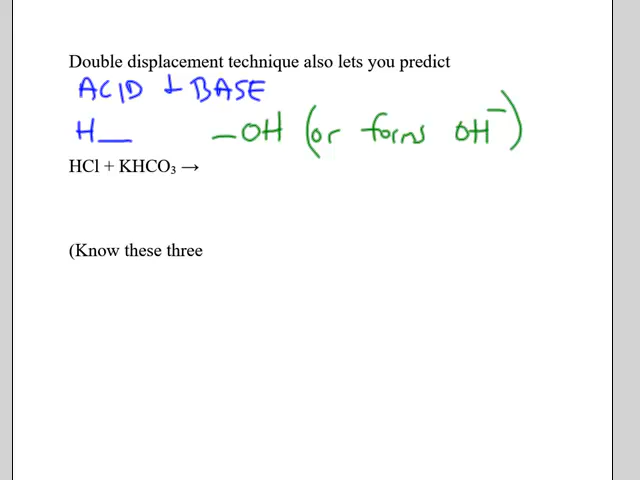 Double displacement technique also lets you predict
ACID + BASE
H__ —OH (or forms OH⁻)
HCl + KHCO₃ →
(Know these three